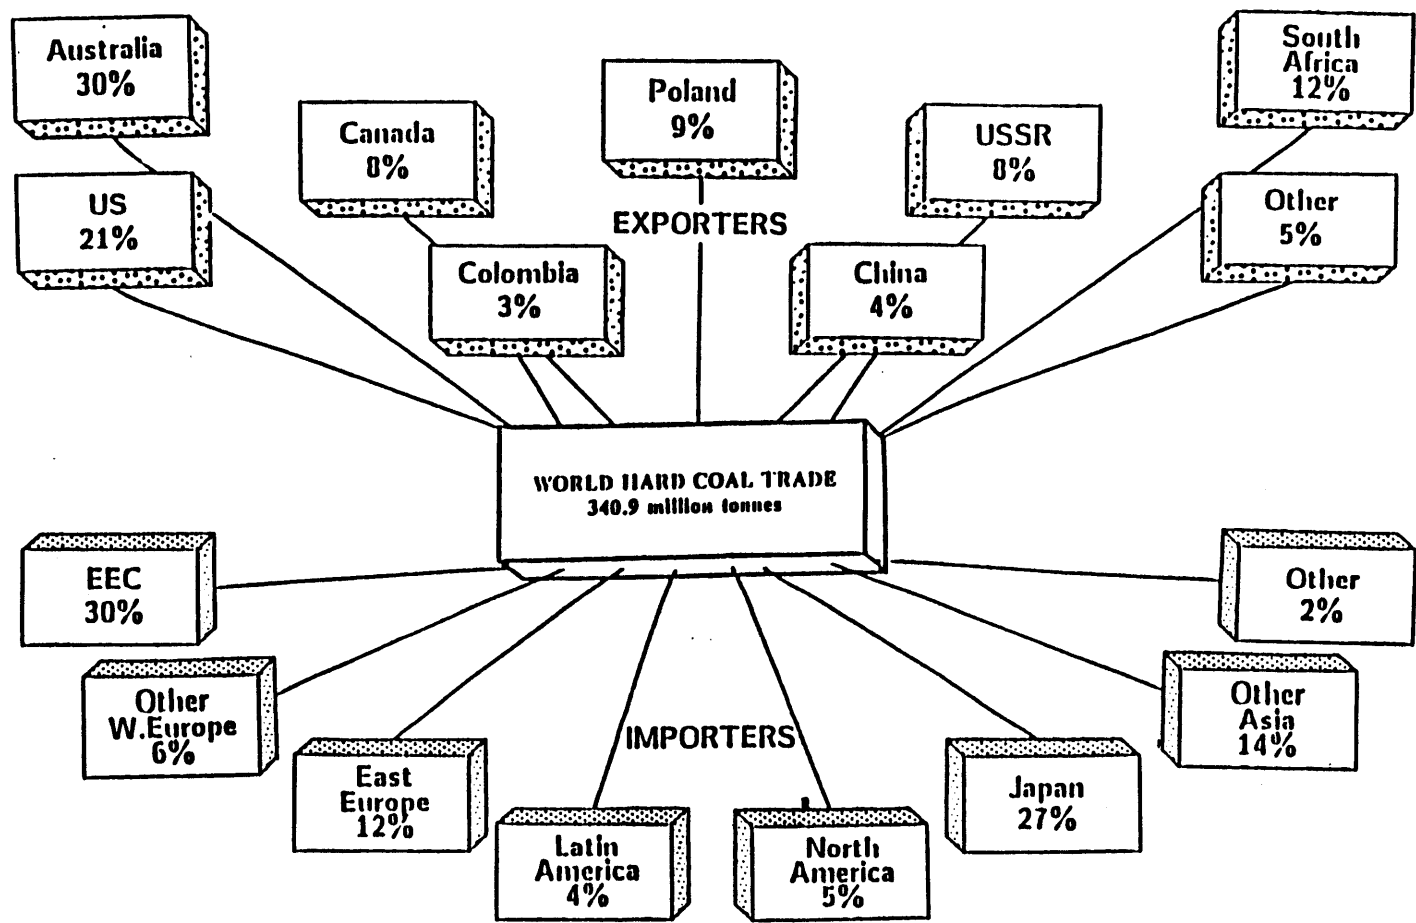 Australia
30%
US
21%
Canada
8%
Colombia
3%
Poland
9%
EXPORTERS
USSR
8%
China
4%
South
Africa
12%
Other
5%
WORLD HARD COAL TRADE
340.9 million tonnes
EEC
30%
Other
W.Europe
6%
East
Europe
12%
Latin
America
4%
IMPORTERS
North
America
5%
Japan
27%
Other
Asia
14%
Other
2%